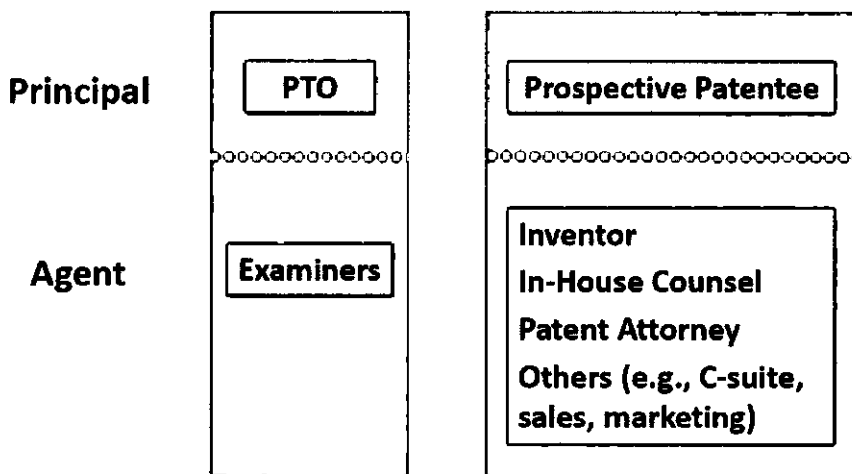 Principal
PTO
Prospective Patentee
Agent
Examiners
Inventor
In-House Counsel
Patent Attorney
Others (e.g., C-suite,
sales, marketing)